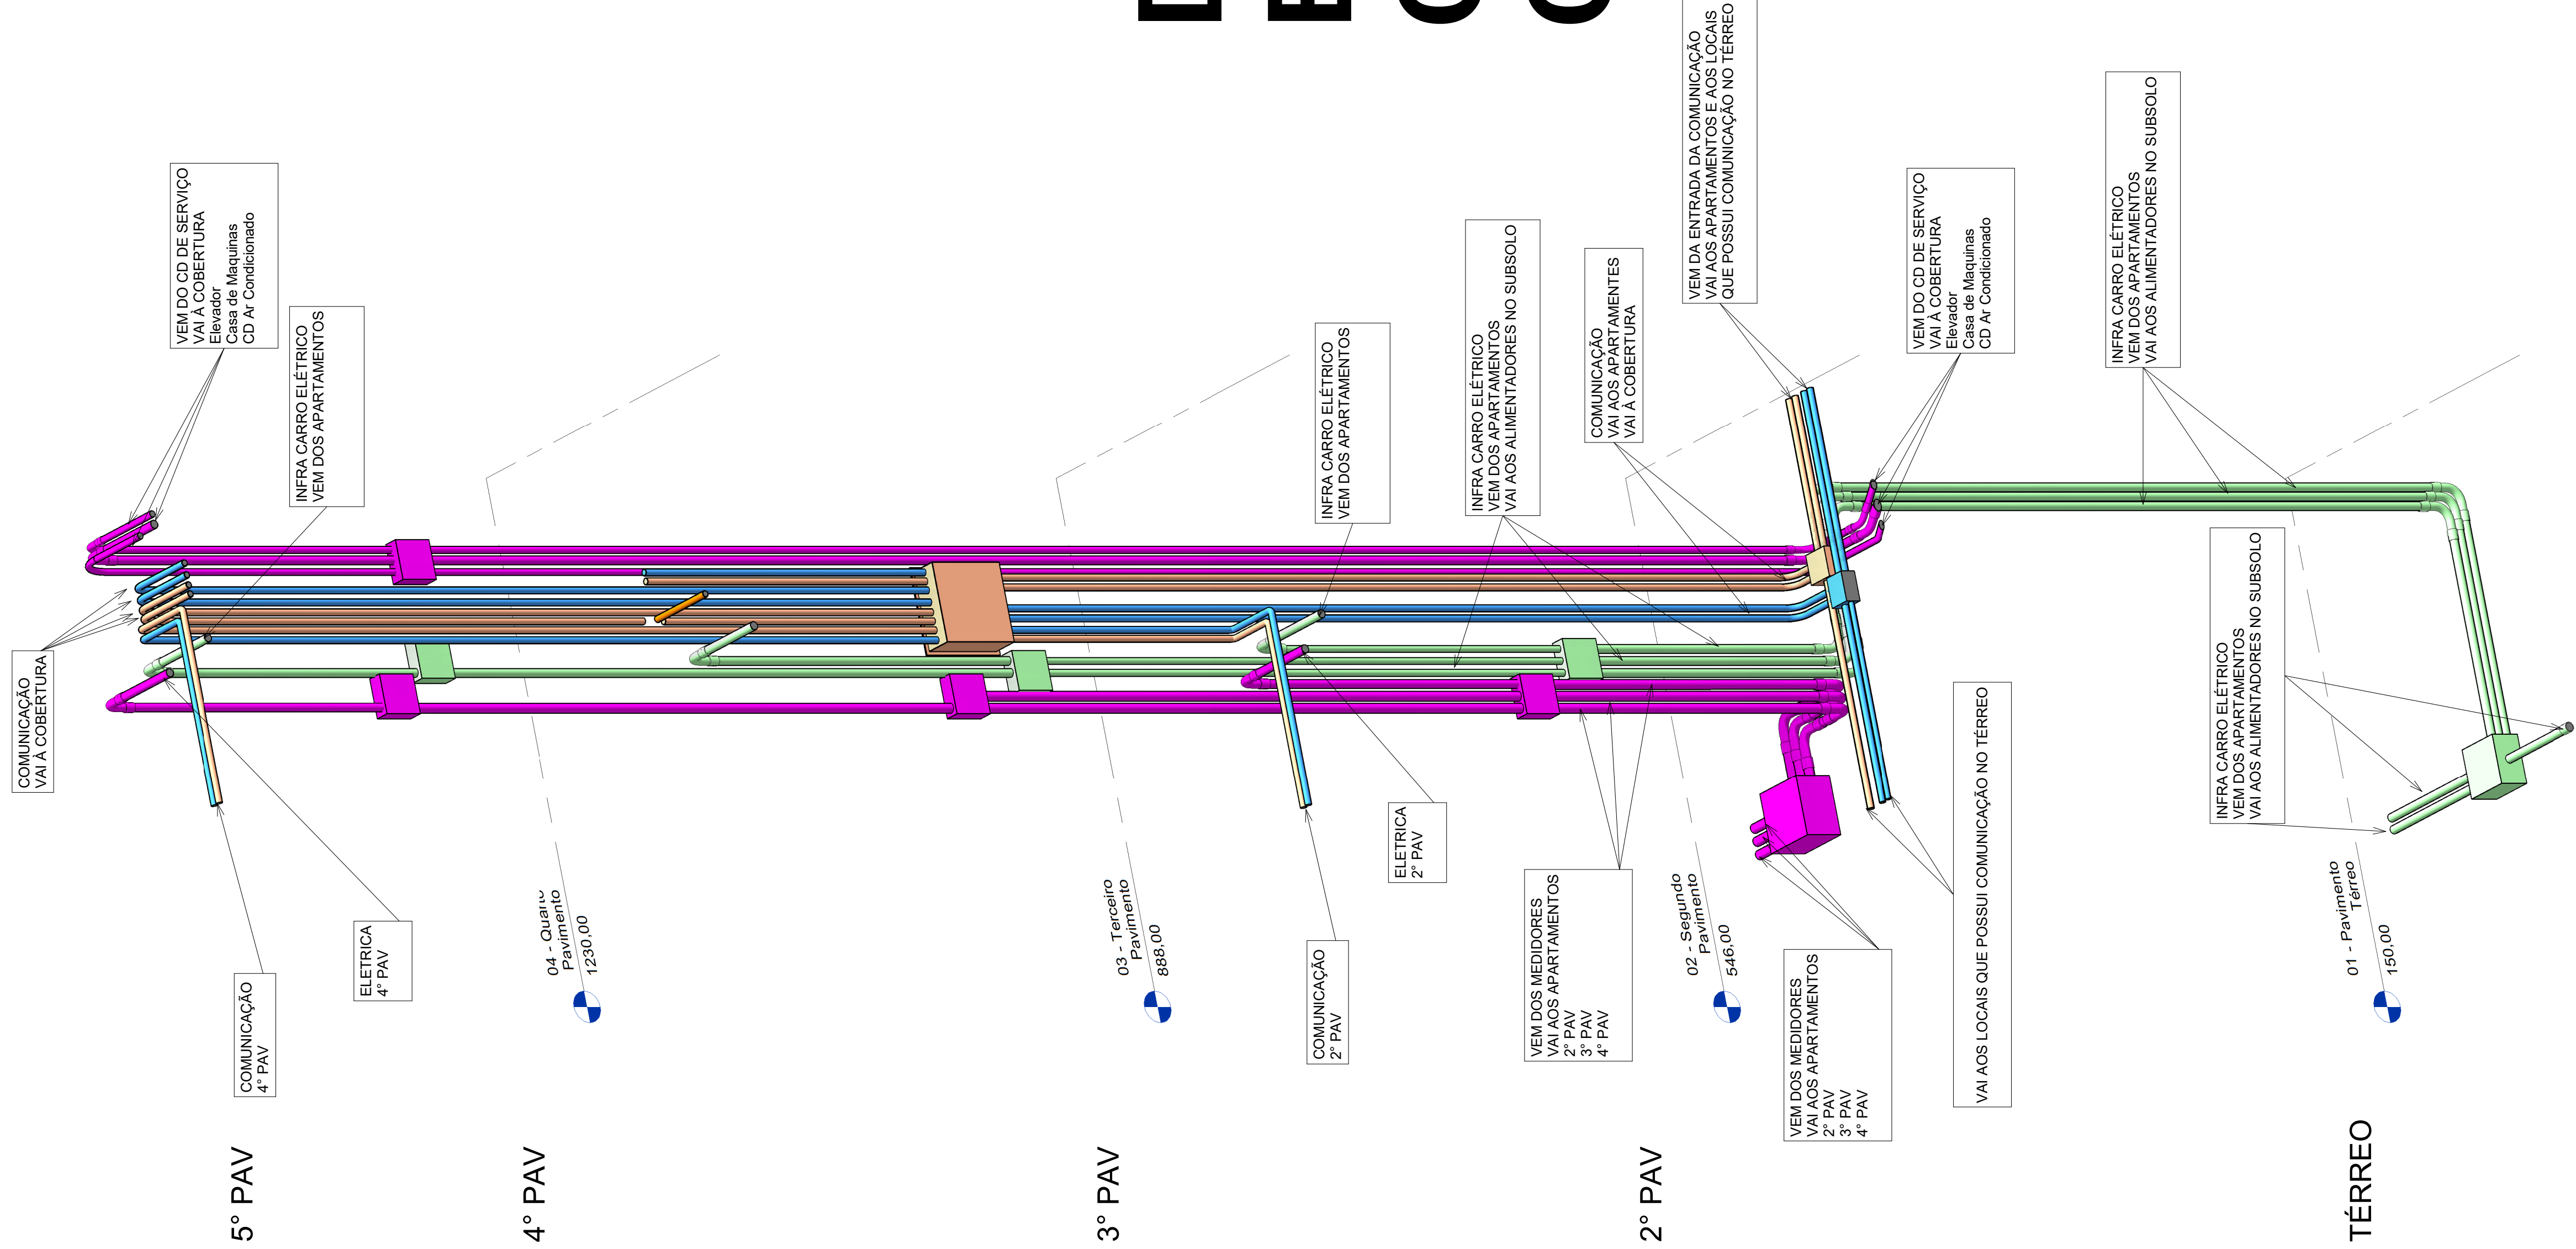 COMUNICAÇÃO
VAI À COBERTURA
VEM DO CD DE SERVIÇO
VAI À COBERTURA
Elevador
Casa de Maquinas
CD Ar Condicionado
INFRA CARRO ELÉTRICO
VEM DOS APARTAMENTOS
COMUNICAÇÃO
4° PAV
ELETRICA
4° PAV
5° PAV
4° PAV
04 - Quarto
Pavimento
1230,00
3° PAV
03 - Terceiro
Pavimento
888,00
INFRA CARRO ELÉTRICO
VEM DOS APARTAMENTOS
COMUNICAÇÃO
2° PAV
ELETRICA
2° PAV
INFRA CARRO ELÉTRICO
VEM DOS APARTAMENTOS
VAI AOS ALIMENTADORES NO SUBSOLO
COMUNICAÇÃO
VAI AOS APARTAMENTES
VAI À COBERTURA
VEM DOS MEDIDORES
VAI AOS APARTAMENTOS
2° PAV
3° PAV
4° PAV
2° PAV
02 - Segundo
Pavimento
546,00
VEM DA ENTRADA DA COMUNICAÇÃO
VAI AOS APARTAMENTOS E AOS LOCAIS
QUE POSSUI COMUNICAÇÃO NO TÉRREO
VEM DOS MEDIDORES
VAI AOS APARTAMENTOS
2° PAV
3° PAV
4° PAV
VEM DO CD DE SERVIÇO
VAI À COBERTURA
Elevador
Casa de Maquinas
CD Ar Condicionado
VAI AOS LOCAIS QUE POSSUI COMUNICAÇÃO NO TÉRREO
INFRA CARRO ELÉTRICO
VEM DOS APARTAMENTOS
VAI AOS ALIMENTADORES NO SUBSOLO
INFRA CARRO ELÉTRICO
VEM DOS APARTAMENTOS
VAI AOS ALIMENTADORES NO SUBSOLO
01 - Pavimento
Térreo
150,00
TÉRREO